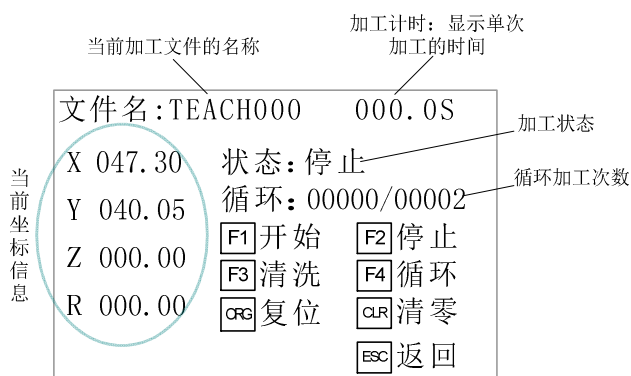 加工计时：显示单次
加工的时间
当前加工文件的名称
文件名:TEACH000 000.0S
加工状态
X 047.30 状态:停止
循环加工次数
Y 040.05 循环:00000/00002
当前坐标信息
F1 开始 F2 停止
Z 000.00 F3 清洗 F4 循环
R 000.00 ORG 复位 CLR 清零
ESC 返回